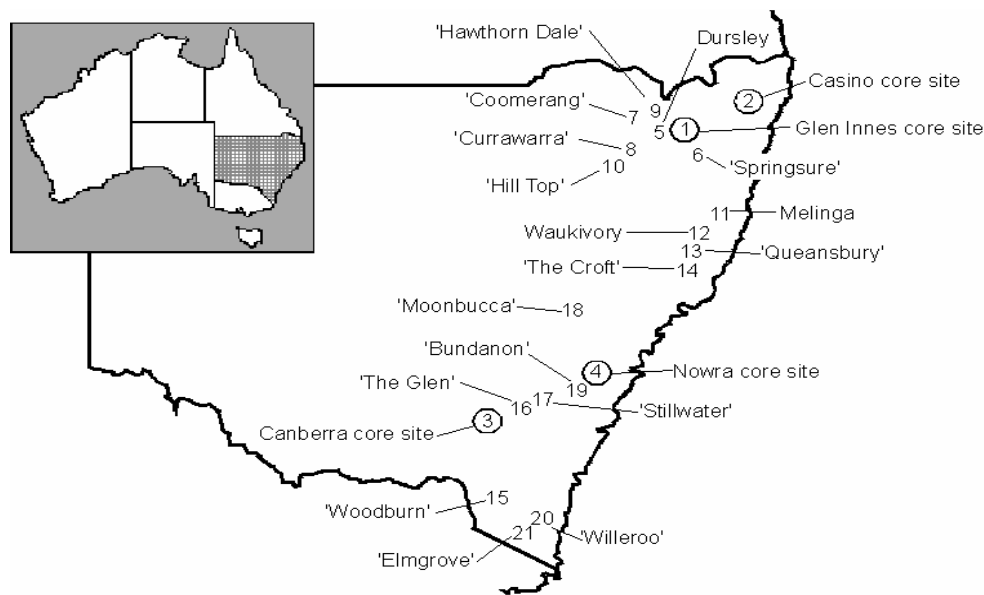 'Hawthorn Dale'
Dursley
Casino core site
'Coomerang'
9
2
7
5
1
Glen Innes core site
'Currawarra'
8
6
10
'Springsure'
'Hill Top'
11
Melinga
Waukivory
12
13
'Queansbury'
'The Croft'
14
'Moonbucca'
18
'Bundanon'
4
Nowra core site
19
'The Glen'
17
16
'Stillwater'
3
Canberra core site
15
'Woodburn'
20
21
'Willeroo'
'Elmgrove'